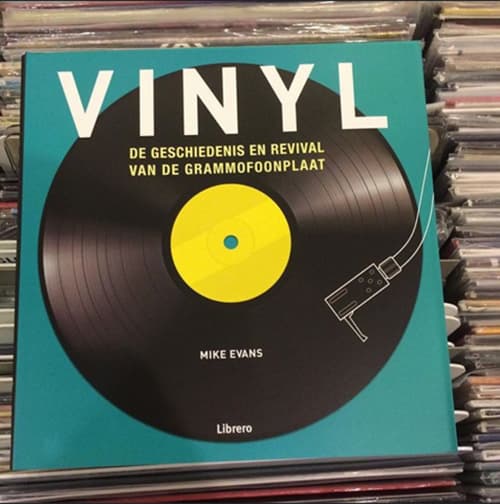 VINYL
DE GESCHIEDENIS EN REVIVAL
VAN DE GRAMMOFOONPLAAT
MIKE EVANS
Librero